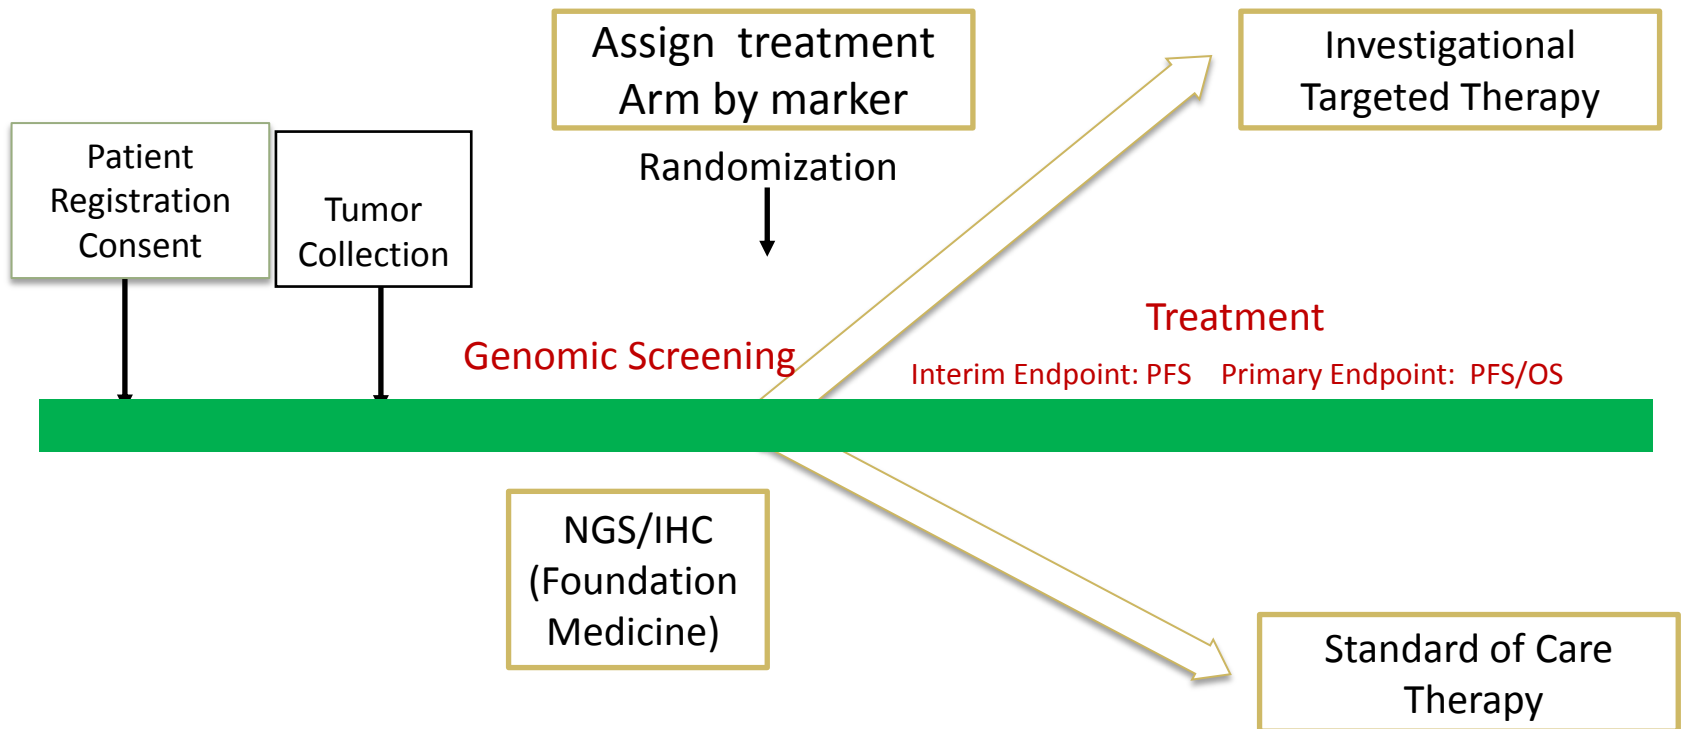 Patient
Registration
Consent
Tumor
Collection
Assign treatment
Arm by marker
Randomization
Investigational
Targeted Therapy
Genomic Screening
Treatment
Interim Endpoint: PFS Primary Endpoint: PFS/OS
NGS/IHC
(Foundation
Medicine)
Standard of Care
Therapy